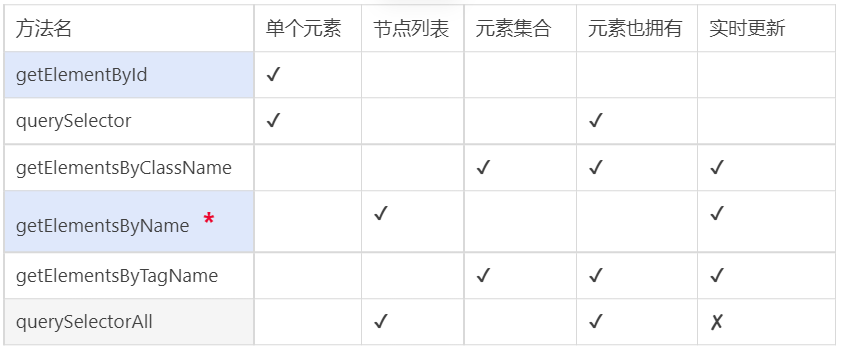 方法名 单个元素 节点列表 元素集合 元素也拥有 实时更新
getElementById ✓
querySelector ✓ ✓
getElementsByClassName ✓ ✓ ✓
getElementsByName * ✓ ✓
getElementsByTagName ✓ ✓ ✓
querySelectorAll ✓ ✓ ✗